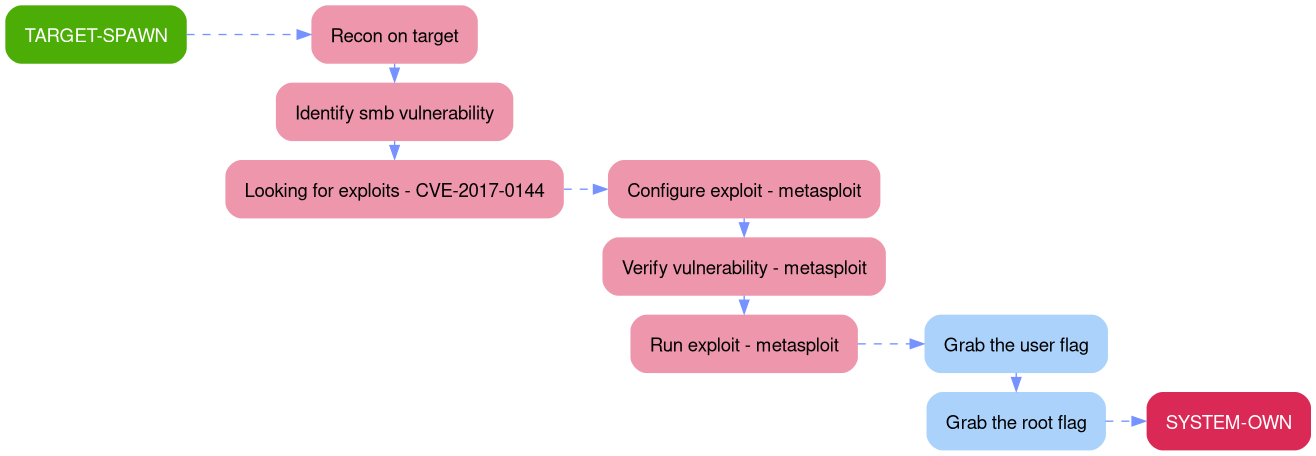 TARGET-SPAWN
Recon on target
Identify smb vulnerability
Looking for exploits - CVE-2017-0144
Configure exploit - metasploit
Verify vulnerability - metasploit
Run exploit - metasploit
Grab the user flag
Grab the root flag
SYSTEM-OWN